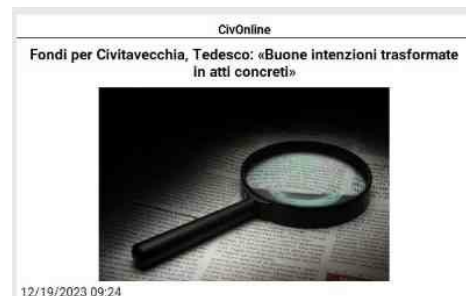 CivOnline
Fondi per Civitavecchia, Tedesco: «Buone intenzioni trasformate
in atti concreti»
12/19/2023 09:24